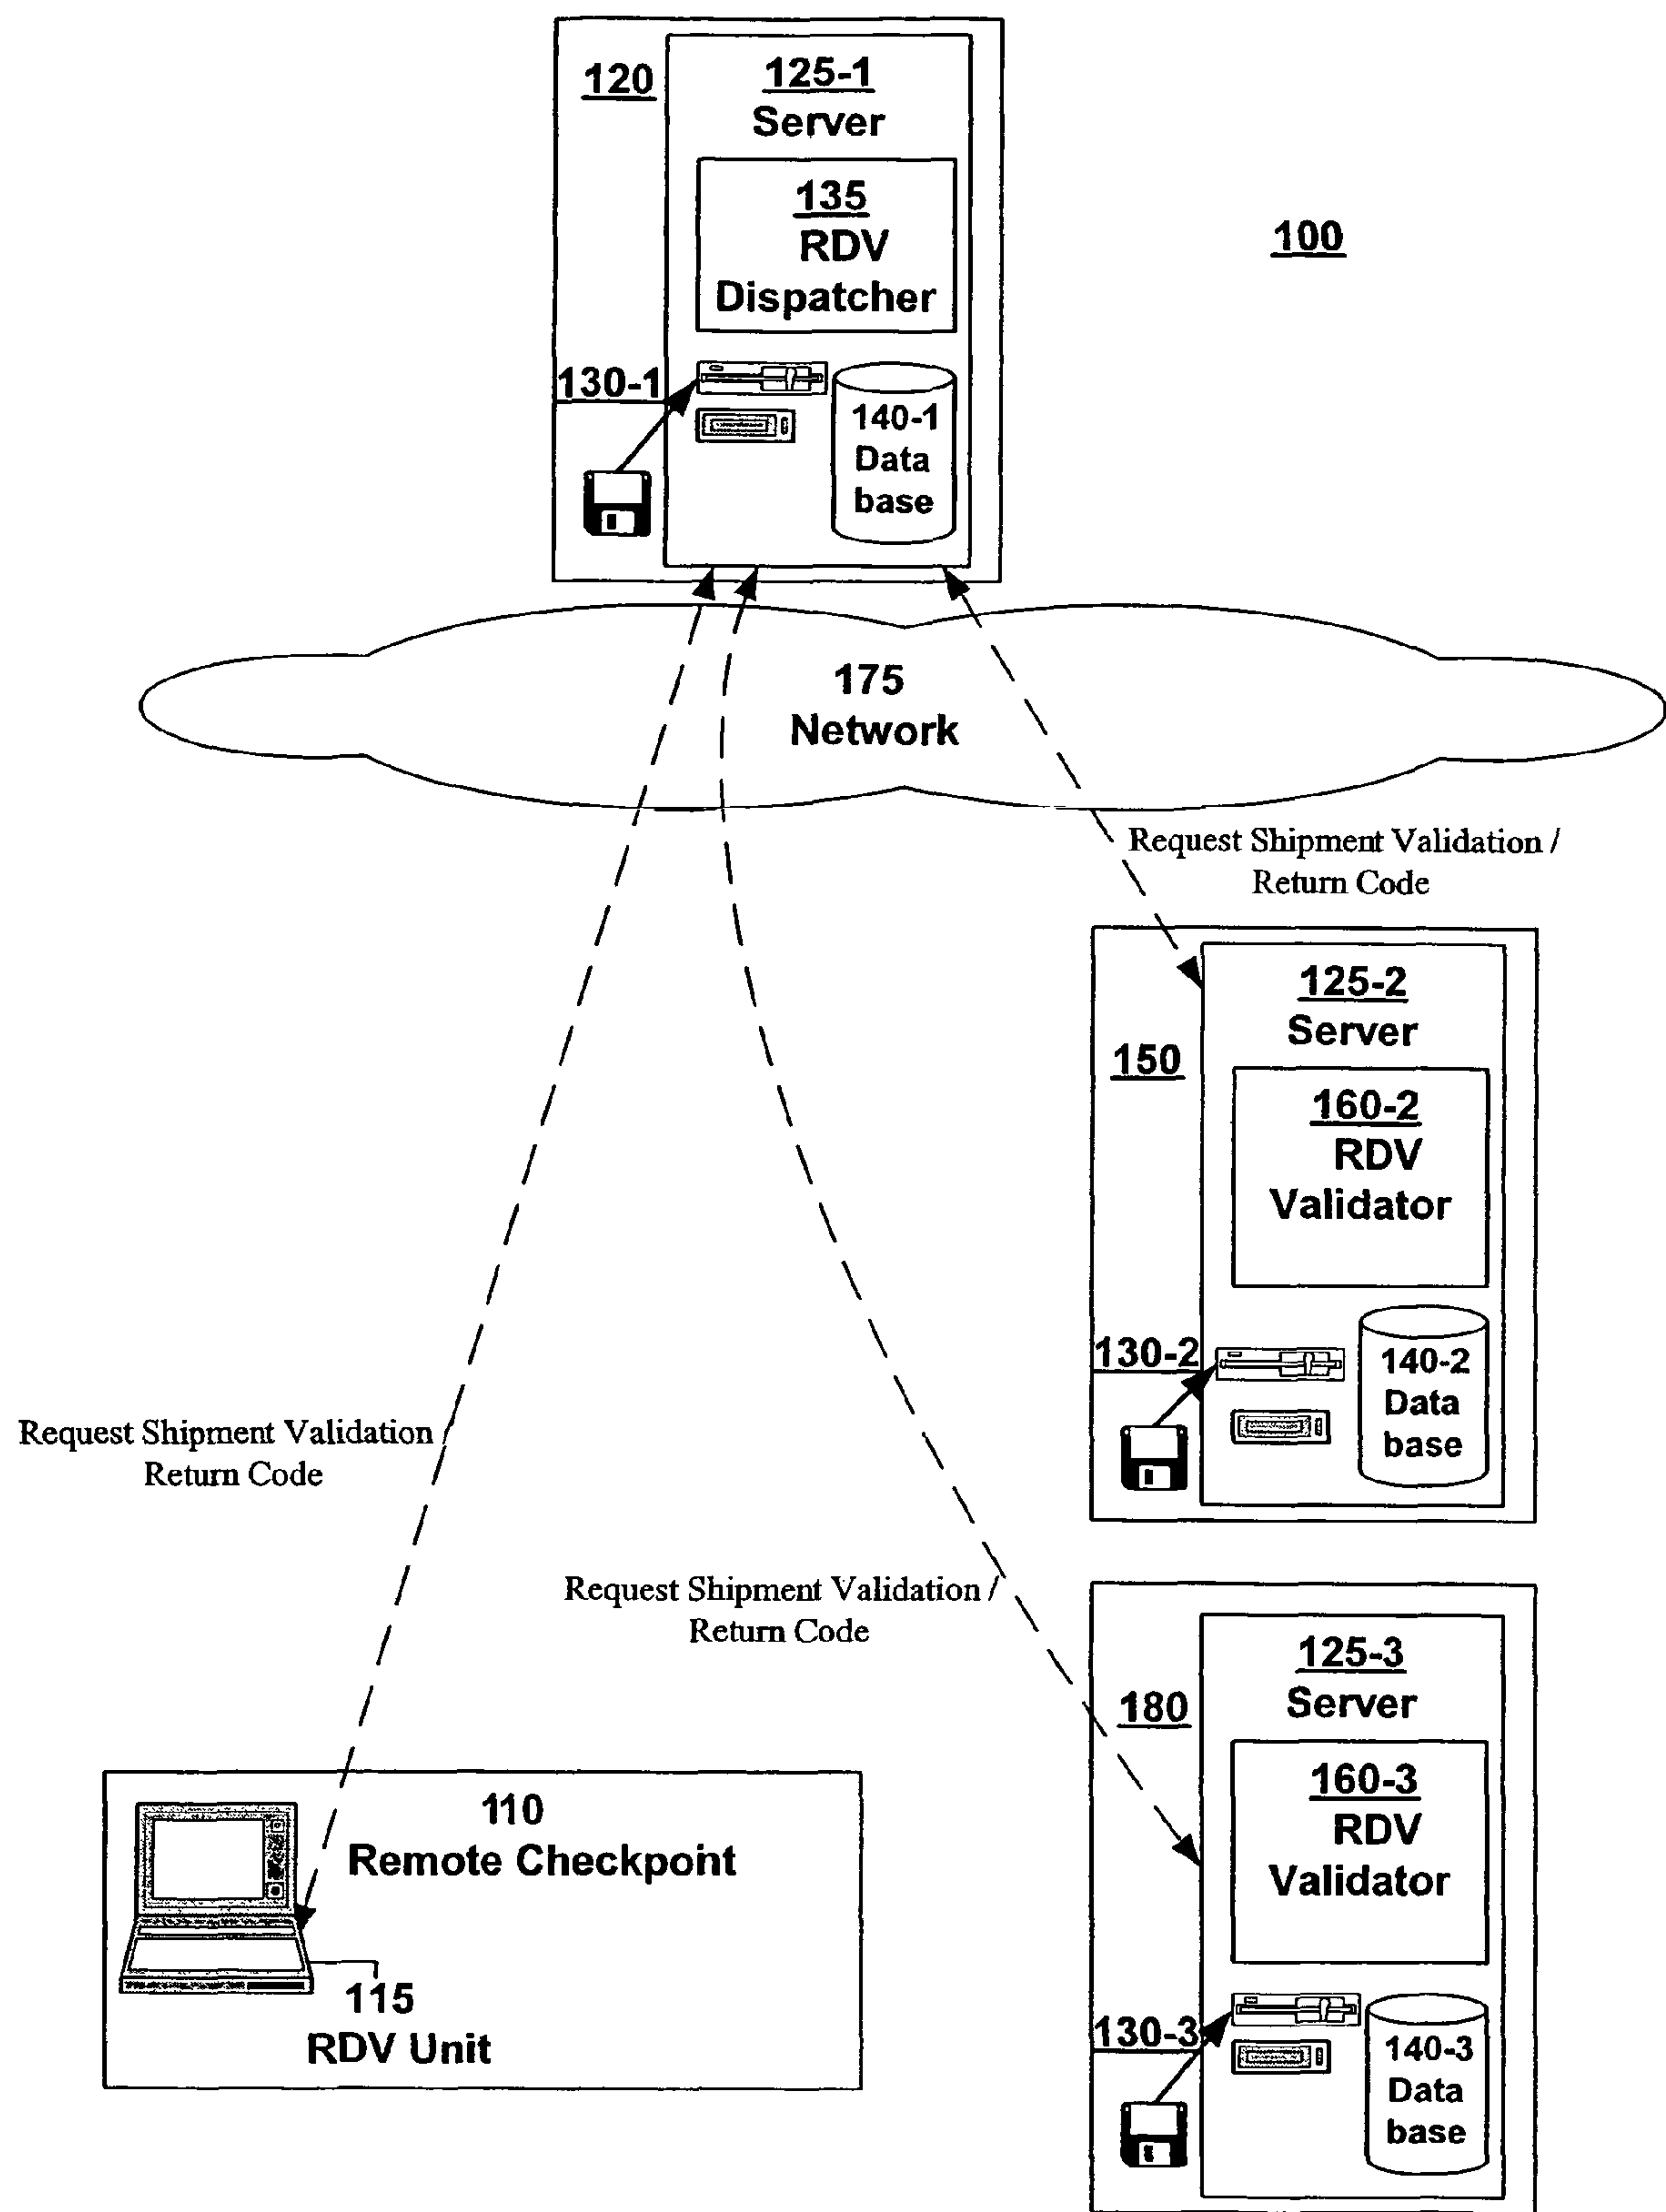 120
125-1
Server
135
RDV
Dispatcher
100
130-1
140-1
Data
base
175
Network
Request Shipment Validation /
Return Code
125-2
Server
150
160-2
RDV
Validator
130-2
140-2
Data
base
Request Shipment Validation /
Return Code
Request Shipment Validation /
Return Code
125-3
Server
180
160-3
RDV
Validator
110
Remote Checkpoint
115
RDV Unit
130-3
140-3
Data
base